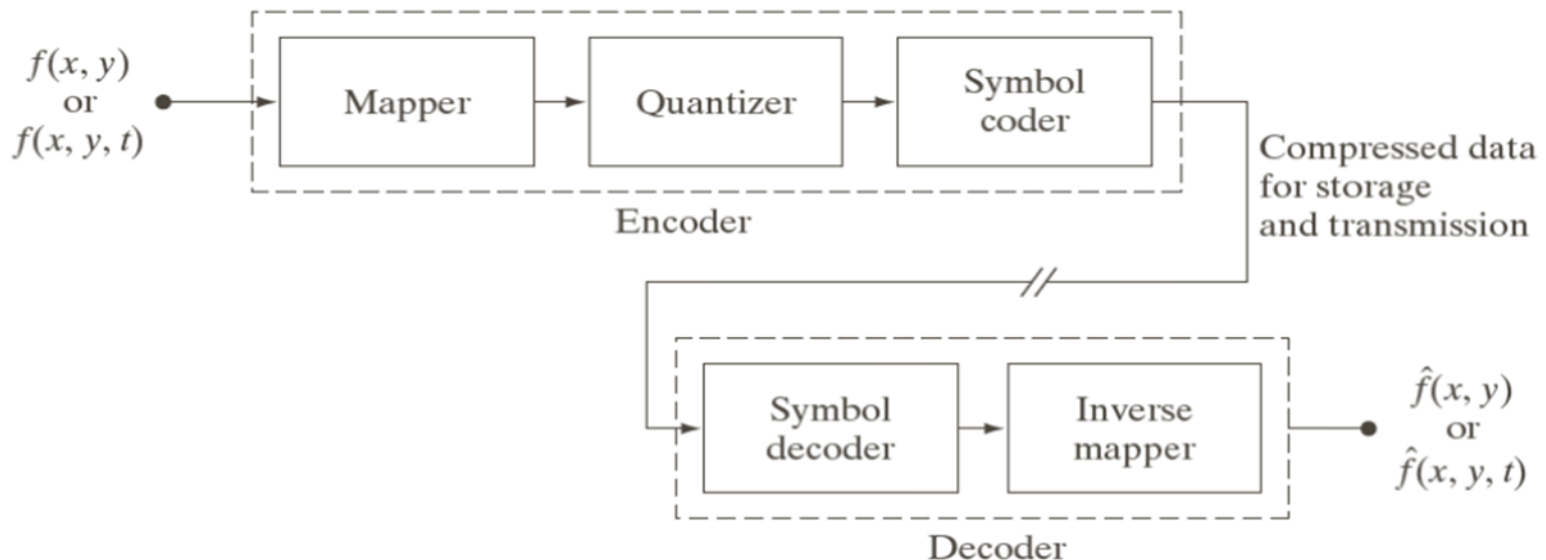 f(x, y)
or
f(x, y, t)
Mapper
Quantizer
Symbol
coder
Compressed data
for storage
and transmission
Encoder
Symbol
decoder
Inverse
mapper
f̂(x, y)
or
f̂(x, y, t)
Decoder